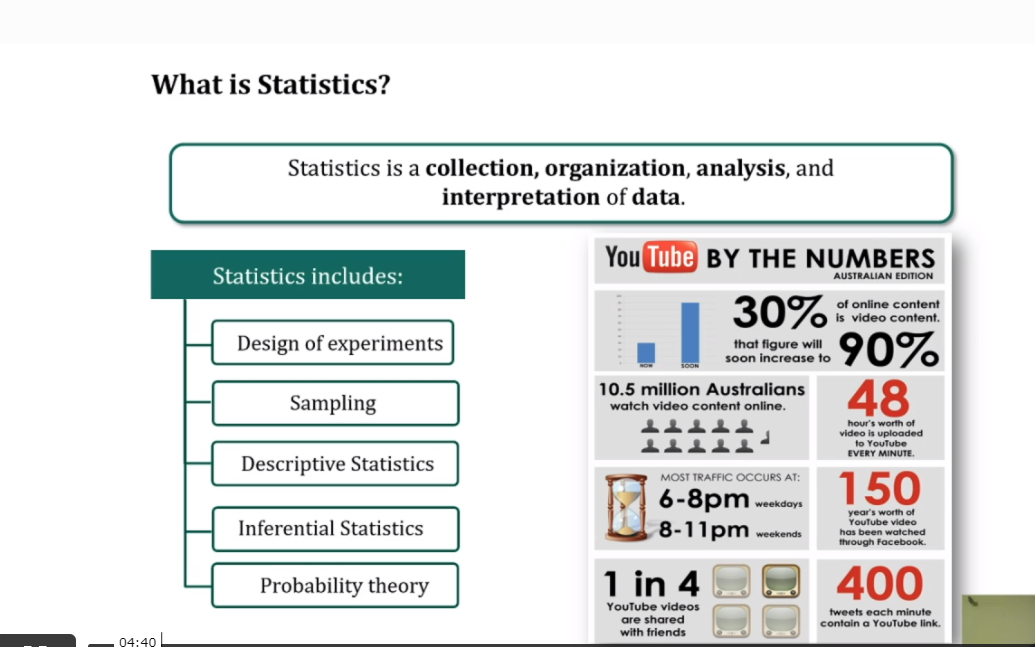 What is Statistics?
Statistics is a collection, organization, analysis, and
interpretation of data.
Statistics includes:
Design of experiments
Sampling
Descriptive Statistics
Inferential Statistics
Probability theory
YouTube BY THE NUMBERS
AUSTRALIAN EDITION
NOW
SOON
30% of online content
is video content.
that figure will
soon increase to 90%
10.5 million Australians
watch video content online.
48
hour's worth of
video is uploaded
to YouTube
EVERY MINUTE.
MOST TRAFFIC OCCURS AT:
6-8pm weekdays
8-11pm weekends
150
year's worth of
YouTube video
has been watched
through Facebook.
1 in 4
YouTube videos
are shared
with friends
400
tweets each minute
contain a YouTube link.
04:40